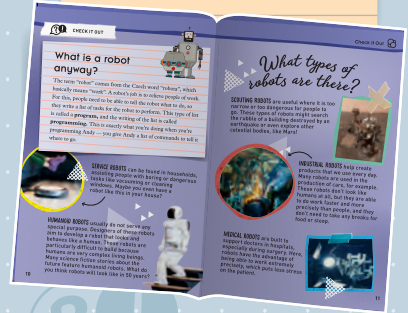 CHECK IT OUT
What is a robot
anyway?
The term "robot" comes from the Czech word "robota", which
basically means "work". A robot's job is to relieve people of work.
For this, people need to be able to tell the robot what to do, so
they write a list of tasks for the robot to perform. This type of list
is called a program, and the writing of the list is called
programming. This is exactly what you're doing when you're
programming Andy — you give Andy a list of commands to tell it
where to go.
SERVICE ROBOTS can be found in households,
assisting people with boring or dangerous
tasks like vacuuming or cleaning
windows. Maybe you even have a
robot like this in your house?
HUMANOID ROBOTS usually do not serve any
special purpose. Designers of these robots
aim to develop a robot that looks and
behaves like a human. These robots are
particularly difficult to build because
humans are very complex living beings.
Many science fiction stories about the
future feature humanoid robots. What do
you think robots will look like in 50 years?
10
Check It Out
What types of
robots are there?
SCOUTING ROBOTS are useful where it is too
narrow or too dangerous for people to
go. These types of robots might search
the rubble of a building destroyed by an
earthquake or even explore other
celestial bodies, like Mars!
INDUSTRIAL ROBOTS help create
products that we use every day.
Many robots are used in the
production of cars, for example.
These robots don't look like
humans at all, but they are able
to do work faster and more
precisely than people, and they
don't need to take any breaks for
food or sleep.
MEDICAL ROBOTS are built to
support doctors in hospitals,
especially during surgery. Here,
robots have the advantage of
being able to work extremely
precisely, which puts less stress
on the patient.
11